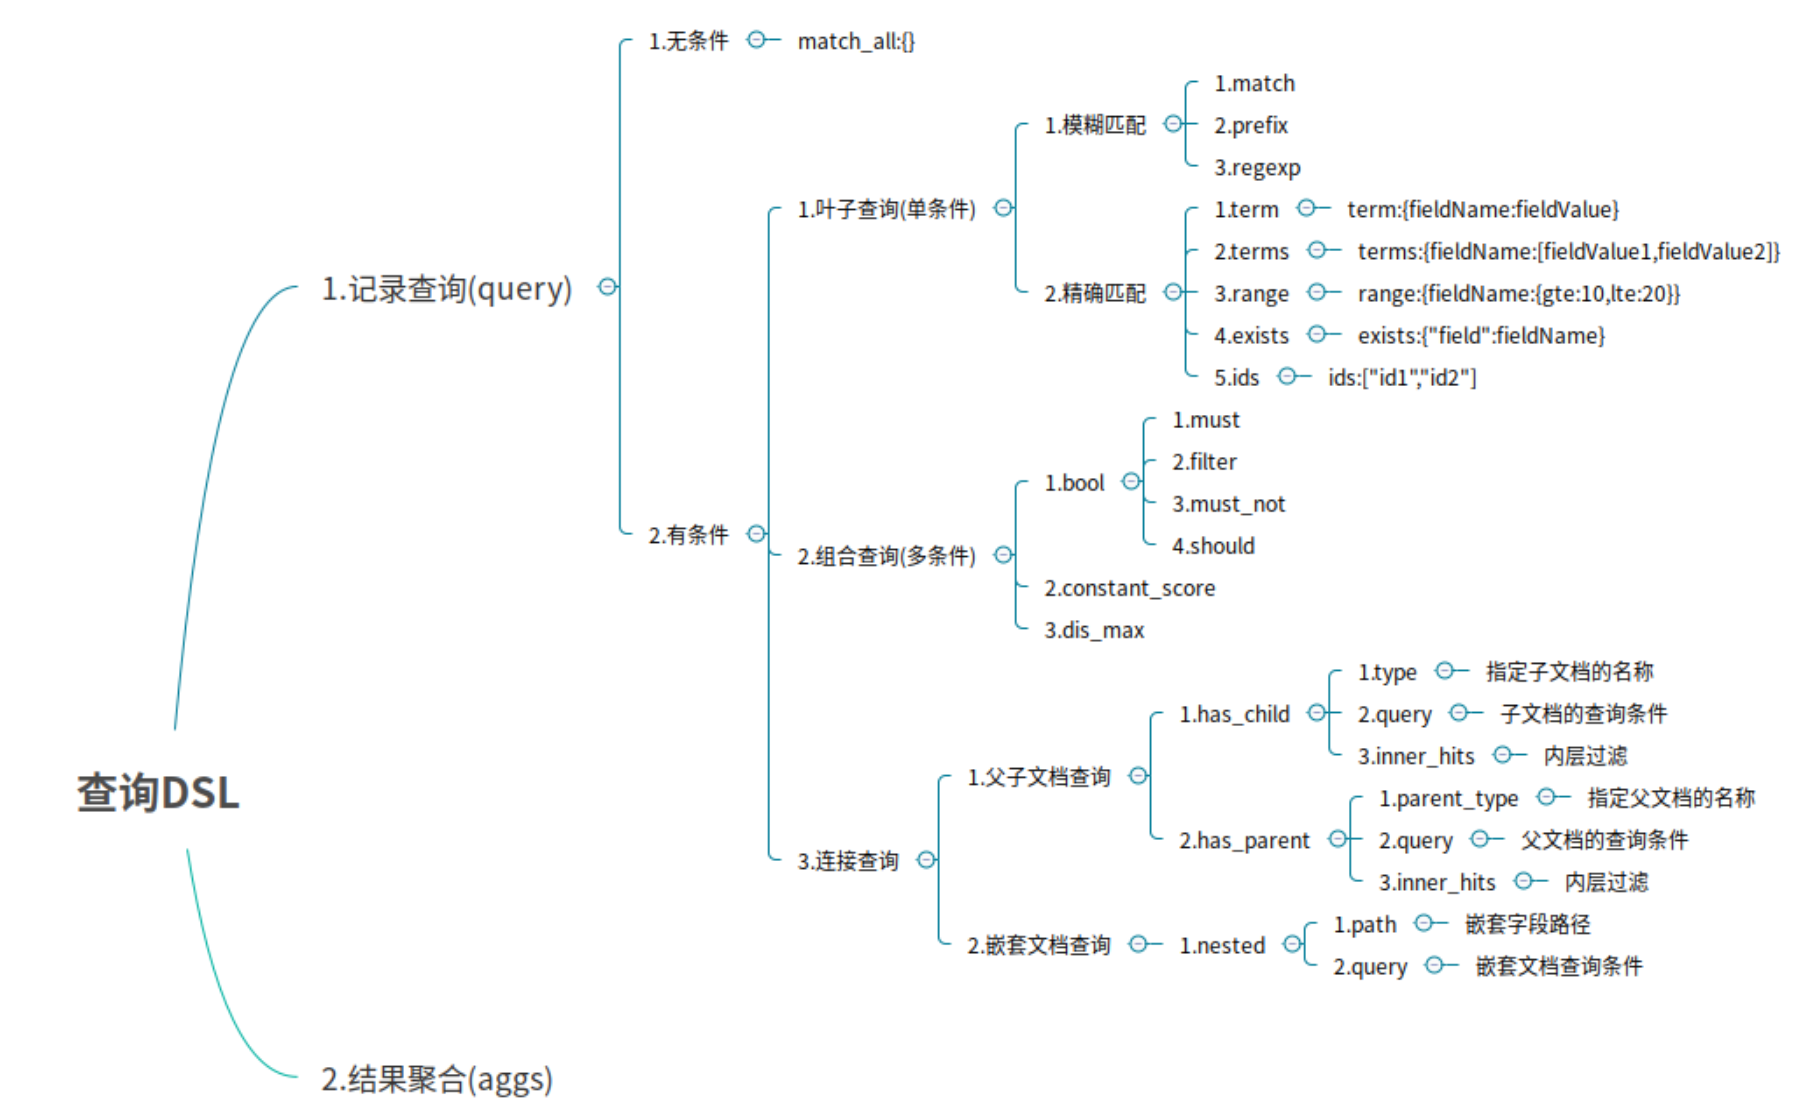 查询DSL
1.记录查询(query)
1.无条件
match_all:{}
2.有条件
1.叶子查询(单条件)
1.模糊匹配
1.match
2.prefix
3.regexp
2.精确匹配
1.term
term:{fieldName:fieldValue}
2.terms
terms:{fieldName:[fieldValue1,fieldValue2]}
3.range
range:{fieldName:{gte:10,lte:20}}
4.exists
exists:{"field":fieldName}
5.ids
ids:["id1","id2"]
2.组合查询(多条件)
1.bool
1.must
2.filter
3.must_not
4.should
2.constant_score
3.dis_max
3.连接查询
1.父子文档查询
1.has_child
1.type
指定子文档的名称
2.query
子文档的查询条件
3.inner_hits
内层过滤
2.has_parent
1.parent_type
指定父文档的名称
2.query
父文档的查询条件
3.inner_hits
内层过滤
2.嵌套文档查询
1.nested
1.path
嵌套字段路径
2.query
嵌套文档查询条件
2.结果聚合(aggs)